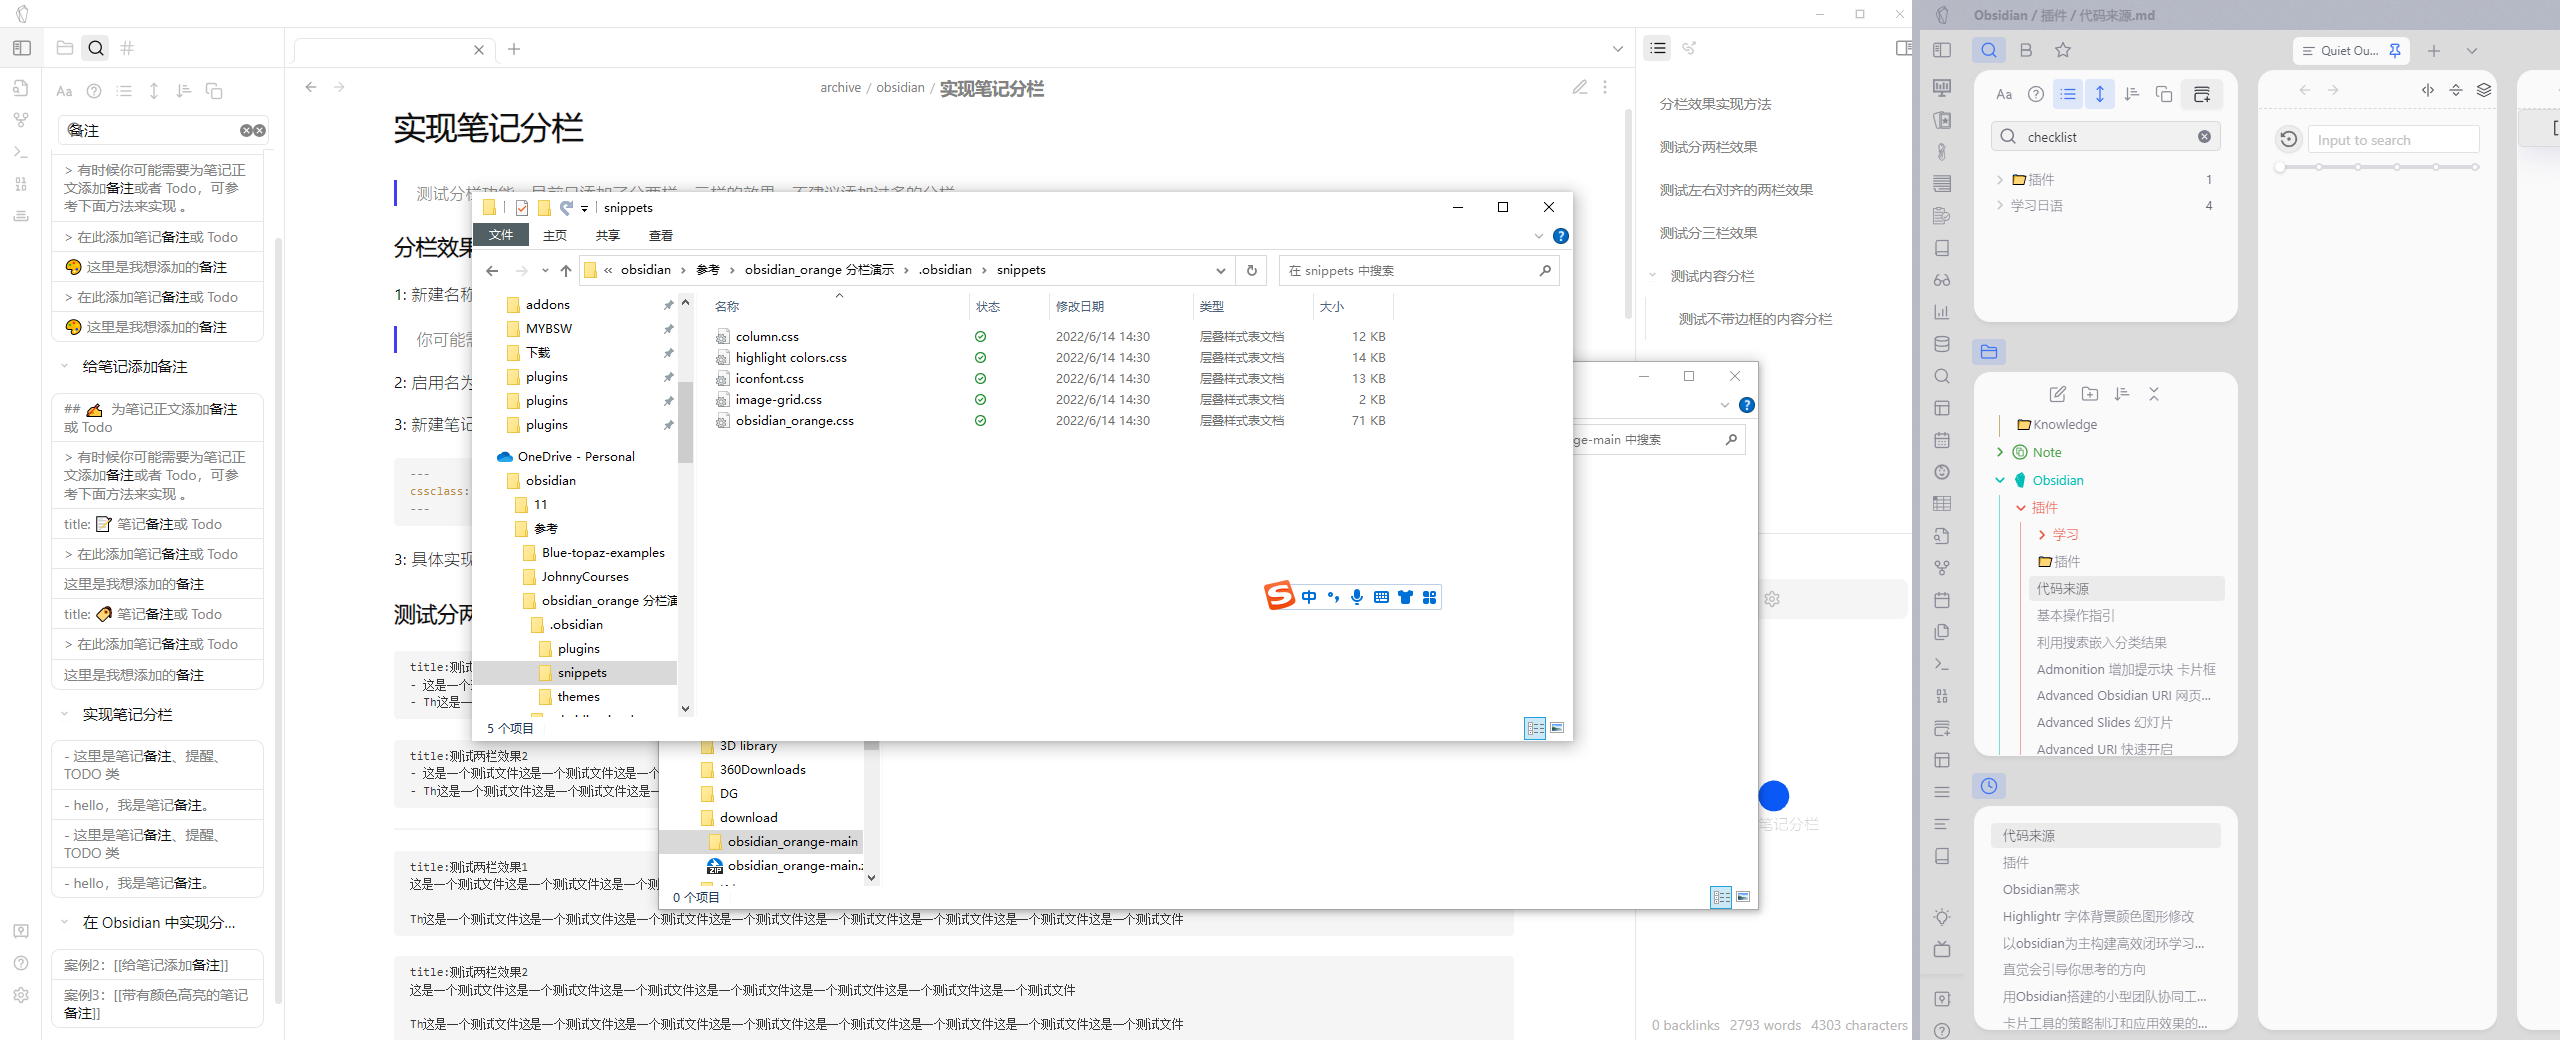 备注
> 有时候你可能需要为笔记正
文添加备注或者 Todo，可参
考下面方法来实现 。
> 在此添加笔记备注或 Todo
🎨 这里是我想添加的备注
> 在此添加笔记备注或 Todo
🎨 这里是我想添加的备注
给笔记添加备注
## ✍ 为笔记正文添加备注
或 Todo
> 有时候你可能需要为笔记正
文添加备注或者 Todo，可参
考下面方法来实现 。
title: 📝 笔记备注或 Todo
> 在此添加笔记备注或 Todo
这里是我想添加的备注
title: 🏷 笔记备注或 Todo
> 在此添加笔记备注或 Todo
这里是我想添加的备注
实现笔记分栏
- 这里是笔记备注、提醒、
TODO 类
- hello，我是笔记备注。
- 这里是笔记备注、提醒、
TODO 类
- hello，我是笔记备注。
在 Obsidian 中实现分...
案例2：[[给笔记添加备注]]
案例3：[[带有颜色高亮的笔记
备注]]
archive / obsidian / 实现笔记分栏
实现笔记分栏
分栏效果
1: 新建名称
你可能需
2: 启用名为
3: 新建笔记
---
cssclass:
---
3: 具体实现
测试分两
title:测试
- 这是一个
- Th这是一
title:测试两栏效果2
- 这是一个测试文件这是一个测试文件这是一个
- Th这是一个测试文件这是一个测试文件这是一
title:测试两栏效果1
这是一个测试文件这是一个测试文件这是一个测
Th这是一个测试文件这是一个测试文件这是一个测试文件这是一个测试文件这是一个测试文件这是一个测试文件这是一个测试文件这是一个测试文件
title:测试两栏效果2
这是一个测试文件这是一个测试文件这是一个测试文件这是一个测试文件这是一个测试文件这是一个测试文件这是一个测试文件
Th这是一个测试文件这是一个测试文件这是一个测试文件这是一个测试文件这是一个测试文件这是一个测试文件这是一个测试文件这是一个测试文件
snippets
文件 主页 共享 查看
« obsidian › 参考 › obsidian_orange 分栏演示 › .obsidian › snippets
在 snippets 中搜索
addons
MYBSW
下载
plugins
plugins
plugins
OneDrive - Personal
obsidian
11
参考
Blue-topaz-examples
JohnnyCourses
obsidian_orange 分栏演
.obsidian
plugins
snippets
themes
名称 状态 修改日期 类型 大小
column.css 2022/6/14 14:30 层叠样式表文档 12 KB
highlight colors.css 2022/6/14 14:30 层叠样式表文档 14 KB
iconfont.css 2022/6/14 14:30 层叠样式表文档 13 KB
image-grid.css 2022/6/14 14:30 层叠样式表文档 2 KB
obsidian_orange.css 2022/6/14 14:30 层叠样式表文档 71 KB
中
5 个项目
ge-main 中搜索
3D library
360Downloads
DG
download
obsidian_orange-main
obsidian_orange-main.z
0 个项目
分栏效果实现方法
测试分两栏效果
测试左右对齐的两栏效果
测试分三栏效果
测试内容分栏
测试不带边框的内容分栏
笔记分栏
0 backlinks 2793 words 4303 characters
Obsidian / 插件 / 代码来源.md
Quiet Ou...
Aa
checklist
插件 1
学习日语 4
Input to search
Knowledge
Note
Obsidian
插件
学习
插件
代码来源
基本操作指引
利用搜索嵌入分类结果
Admonition 增加提示块 卡片框
Advanced Obsidian URI 网页...
Advanced Slides 幻灯片
Advanced URI 快速开启
代码来源
插件
Obsidian需求
Highlightr 字体背景颜色图形修改
以obsidian为主构建高效闭环学习...
直觉会引导你思考的方向
用Obsidian搭建的小型团队协同工...
卡片工具的策略制订和应用效果的...